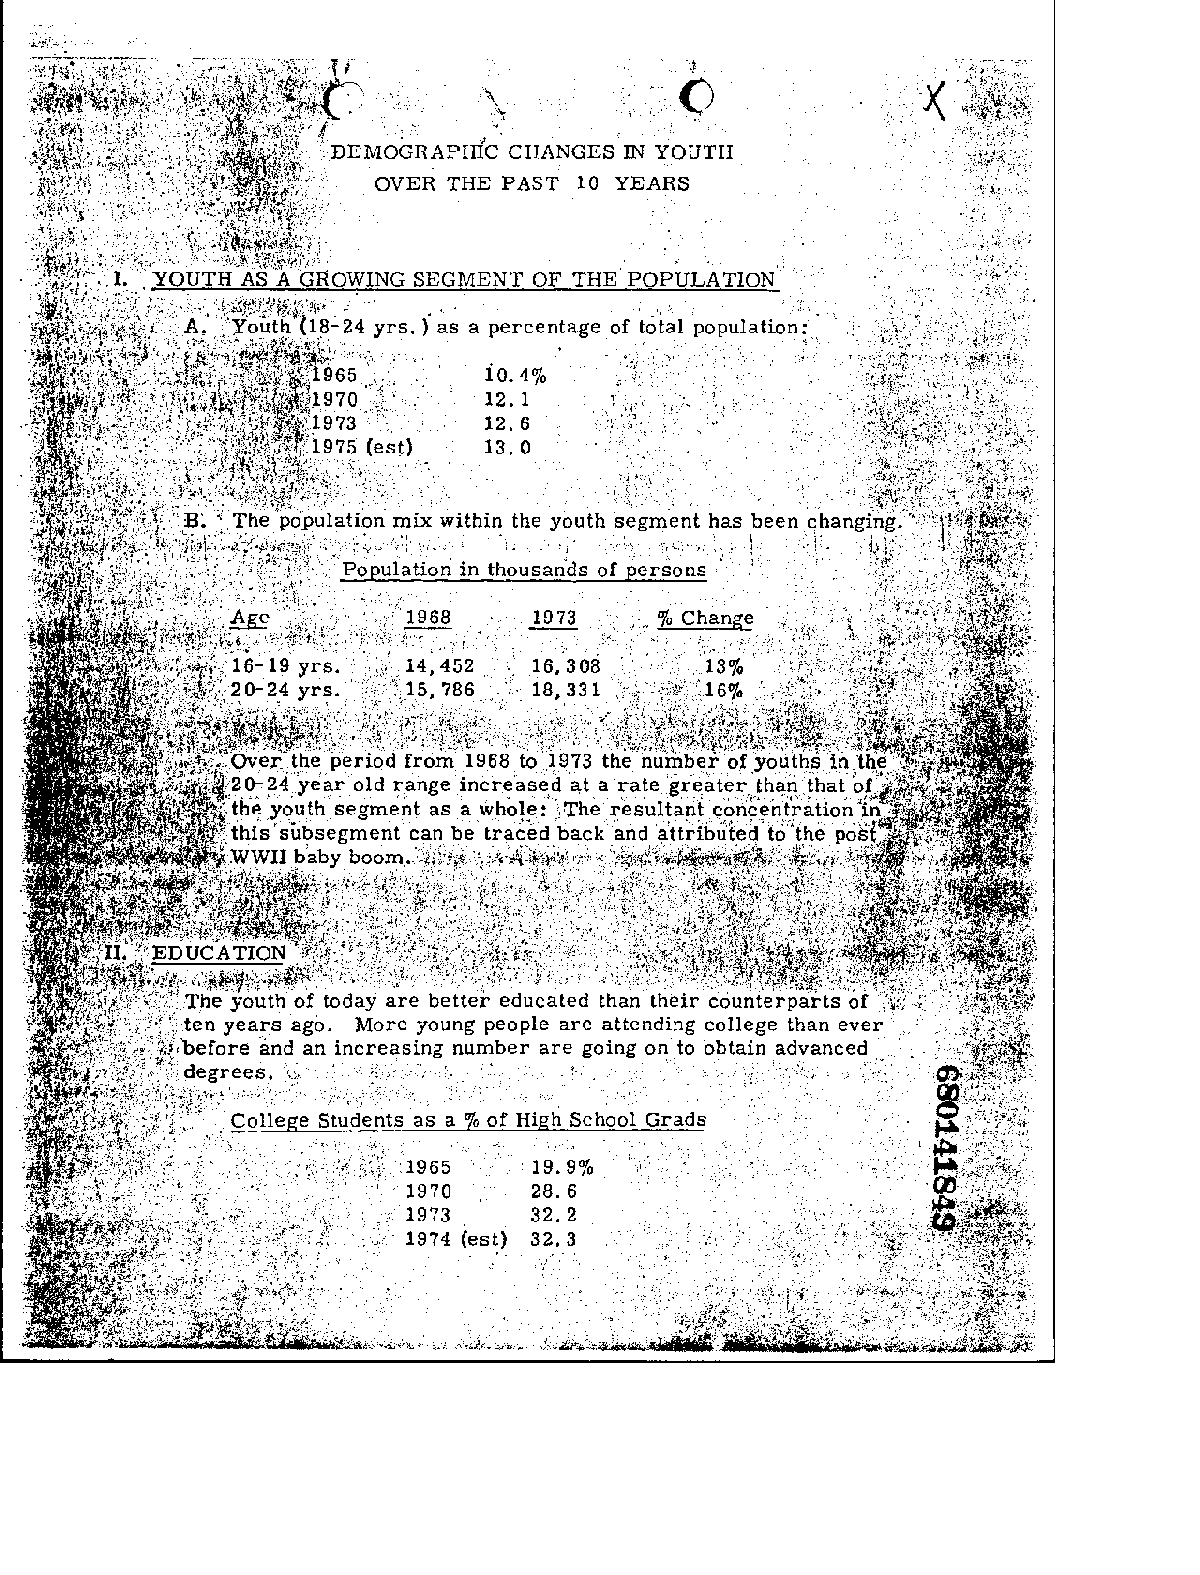 DEMOGRAPHIC CHANGES IN YOUTH
OVER THE PAST 10 YEARS
I. YOUTH AS A GROWING SEGMENT OF THE POPULATION
A. Youth (18-24 yrs.) as a percentage of total population:
1965 10.4%
1970 12.1
1973 12.6
1975 (est) 13.0
B. The population mix within the youth segment has been changing.
Population in thousands of persons
Age 1968 1973 % Change
16-19 yrs. 14,452 16,308 13%
20-24 yrs. 15,786 18,331 16%
Over the period from 1968 to 1973 the number of youths in the
20-24 year old range increased at a rate greater than that of
the youth segment as a whole: The resultant concentration in
this subsegment can be traced back and attributed to the post
WWII baby boom.
II. EDUCATION
The youth of today are better educated than their counterparts of
ten years ago. More young people are attending college than ever
before and an increasing number are going on to obtain advanced
degrees.
College Students as a % of High School Grads
1965 19.9%
1970 28.6
1973 32.2
1974 (est) 32.3
680141849